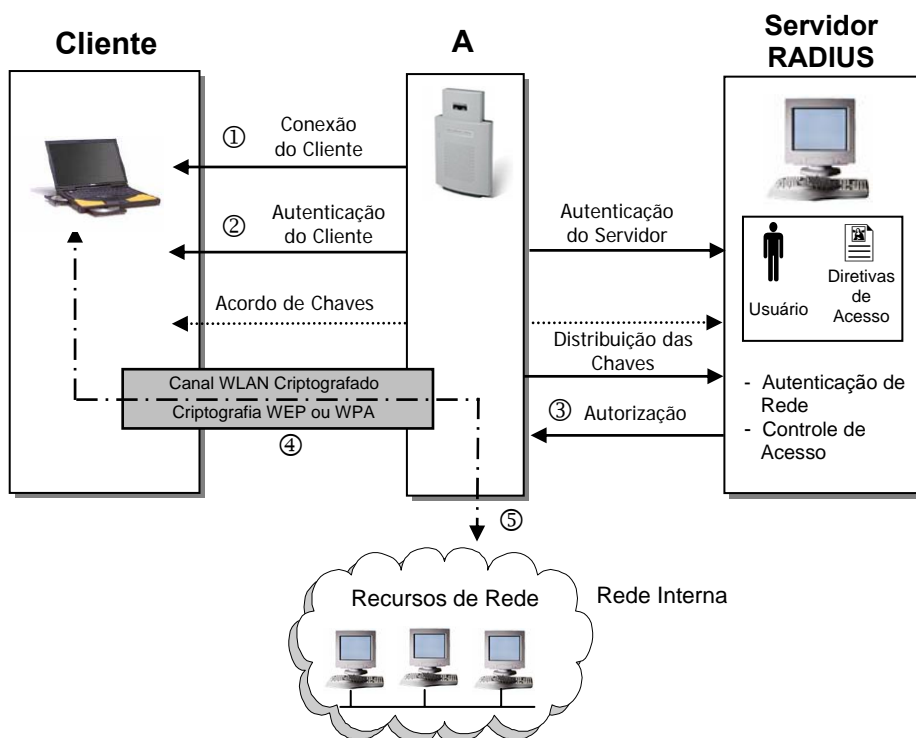 Cliente
A
Servidor
RADIUS
①
Conexão
do Cliente
②
Autenticação
do Cliente
Autenticação
do Servidor
Usuário
Diretivas
de
Acesso
Acordo de Chaves
Distribuição das
Chaves
Canal WLAN Criptografado
Criptografia WEP ou WPA
④
③ Autorização
- Autenticação de
Rede
- Controle de
Acesso
⑤
Recursos de Rede
Rede Interna